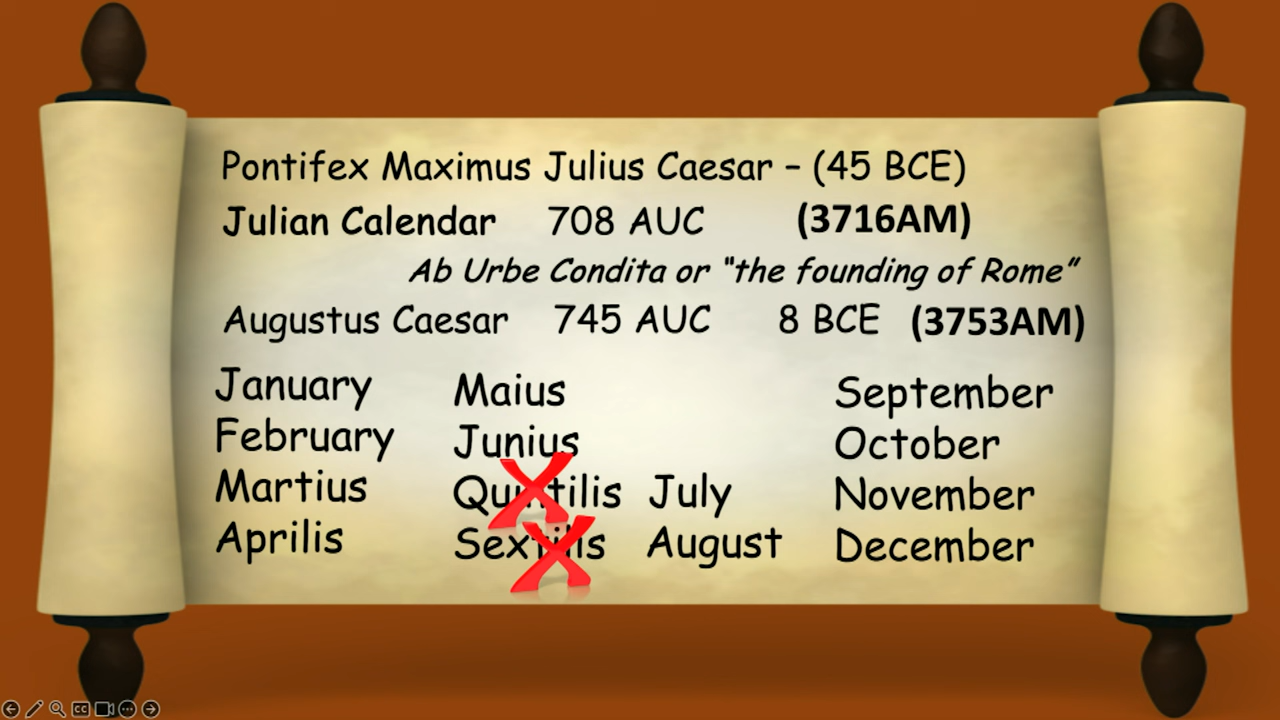 Pontifex Maximus Julius Caesar – (45 BCE)
Julian Calendar 708 AUC (3716AM)
Ab Urbe Condita or "the founding of Rome”
Augustus Caesar 745 AUC 8 BCE (3753AM)
January Maius September
February Junius October
Martius Quintilis July November
Aprilis Sextilis August December
CC